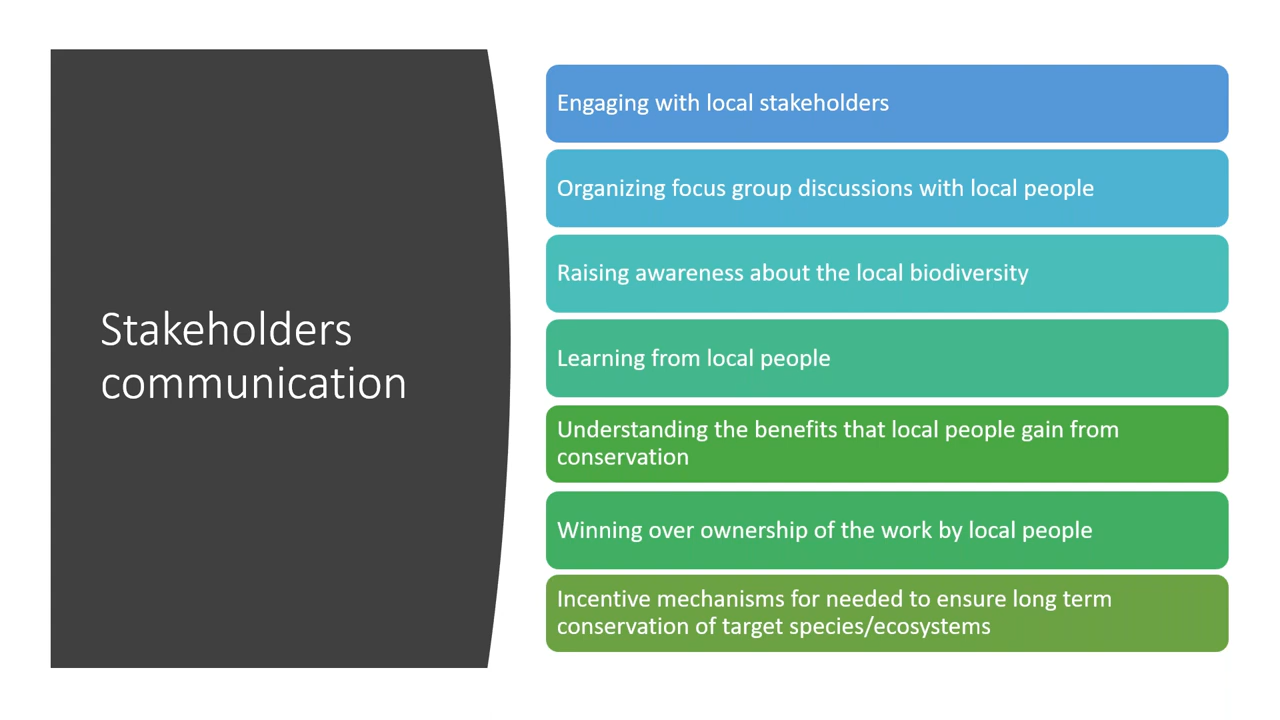 Stakeholders
communication
Engaging with local stakeholders
Organizing focus group discussions with local people
Raising awareness about the local biodiversity
Learning from local people
Understanding the benefits that local people gain from
conservation
Winning over ownership of the work by local people
Incentive mechanisms for needed to ensure long term
conservation of target species/ecosystems